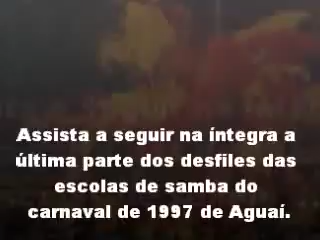 Assista a seguir na íntegra a
última parte dos desfiles das
escolas de samba do
carnaval de 1997 de Aguaí.